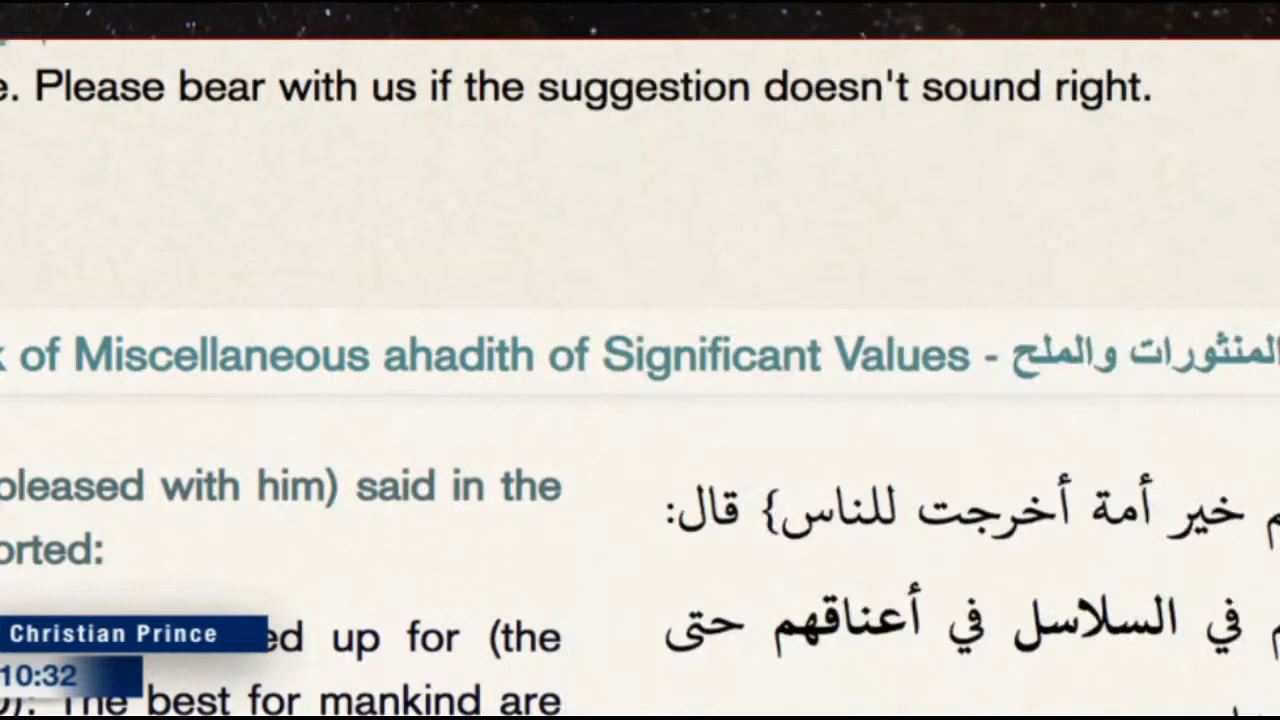 e. Please bear with us if the suggestion doesn't sound right.
of Miscellaneous ahadith of Significant Values - المنثورات والملح
pleased with him) said in the
orted:
ed up for (the
The best for mankind are
م خير أمة أخرجت للناس} قال:
م في السلاسل في أعناقهم حتى
Christian Prince
10:32